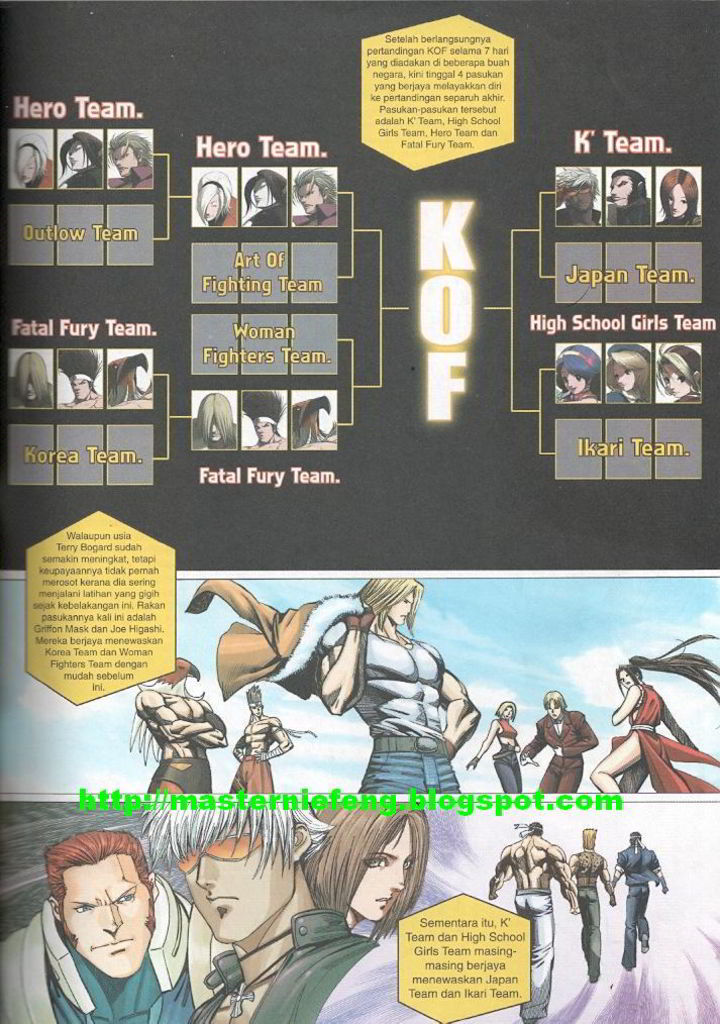 Setelah berlangsungnya
pertandingan KOF selama 7 hari
yang diadakan di beberapa buah
negara, kini tinggal 4 pasukan
yang berjaya melayakkan diri
ke pertandingan separuh akhir.
Pasukan-pasukan tersebut
adalah K' Team, High School
Girls Team, Hero Team dan
Fatal Fury Team.
Hero Team.
Outlow Team
Fatal Fury Team.
Korea Team.
Hero Team.
Art Of
Fighting Team
Woman
Fighters Team.
Fatal Fury Team.
KOF
K' Team.
Japan Team.
High School Girls Team
Ikari Team.
Walaupun usia
Terry Bogard sudah
semakin meningkat, tetapi
keupayaannya tidak pernah
merosot kerana dia sering
menjalani latihan yang gigih
sejak kebelakangan ini. Rakan
pasukannya kali ini adalah
Griffon Mask dan Joe Higashi.
Mereka berjaya menewaskan
Korea Team dan Woman
Fighters Team dengan
mudah sebelum
ini.
http://masterniefeng.blogspot.com
Sementara itu, K'
Team dan High School
Girls Team masing-
masing berjaya
menewaskan Japan
Team dan Ikari Team.